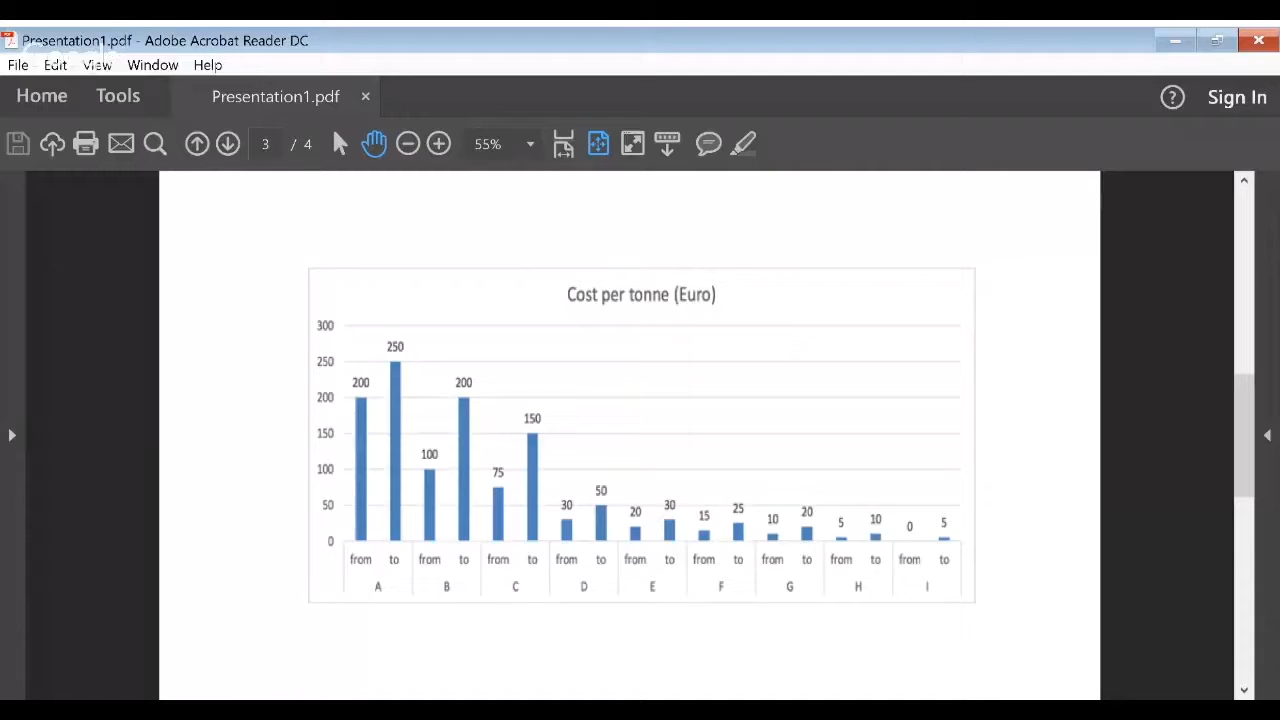 Presentation1.pdf - Adobe Acrobat Reader DC
File Edit View Window Help
Home Tools Presentation1.pdf × ? Sign In
3 / 4 55%
Cost per tonne (Euro)
300
250
200
150
100
50
0
200 250 100 200 75 150 30 50 20 30 15 25 10 20 5 10 0 5
from to from to from to from to from to from to from to from to from to
A B C D E F G H I